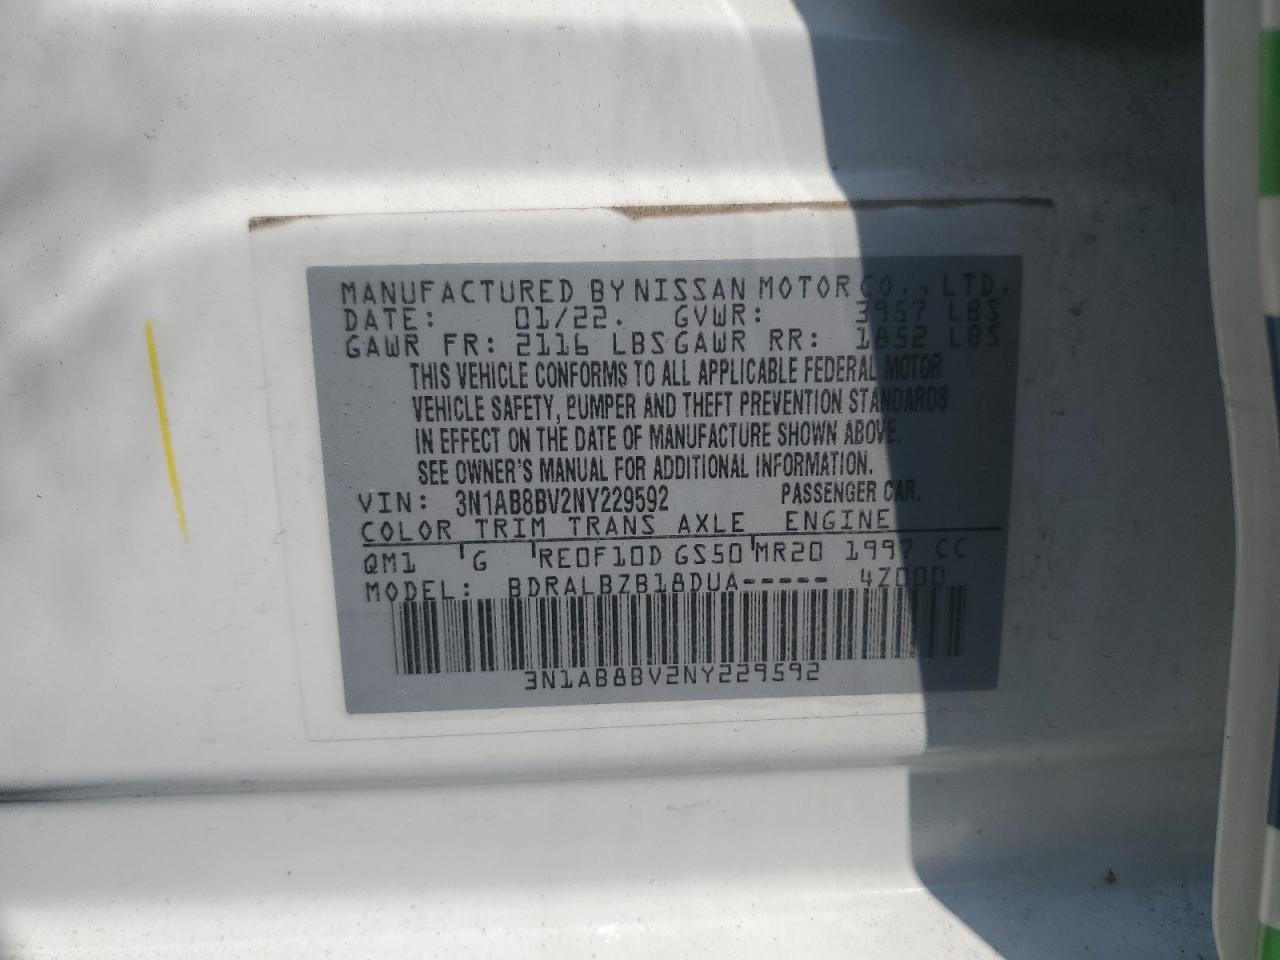 MANUFACTURED BY NISSAN MOTOR CO., LTD.
DATE: 01/22. GVWR: 3957 LBS
GAWR FR: 2116 LBS GAWR RR: 1852 LBS
THIS VEHICLE CONFORMS TO ALL APPLICABLE FEDERAL MOTOR
VEHICLE SAFETY, BUMPER AND THEFT PREVENTION STANDARDS
IN EFFECT ON THE DATE OF MANUFACTURE SHOWN ABOVE.
SEE OWNER'S MANUAL FOR ADDITIONAL INFORMATION.
VIN: 3N1AB8BV2NY229592 PASSENGER CAR.
COLOR TRIM TRANS AXLE ENGINE
QM1 G RE0F10D GS50 MR20 1997 CC
MODEL: BDRALBZB18DUA----- 4Z000
3N1AB8BV2NY229592